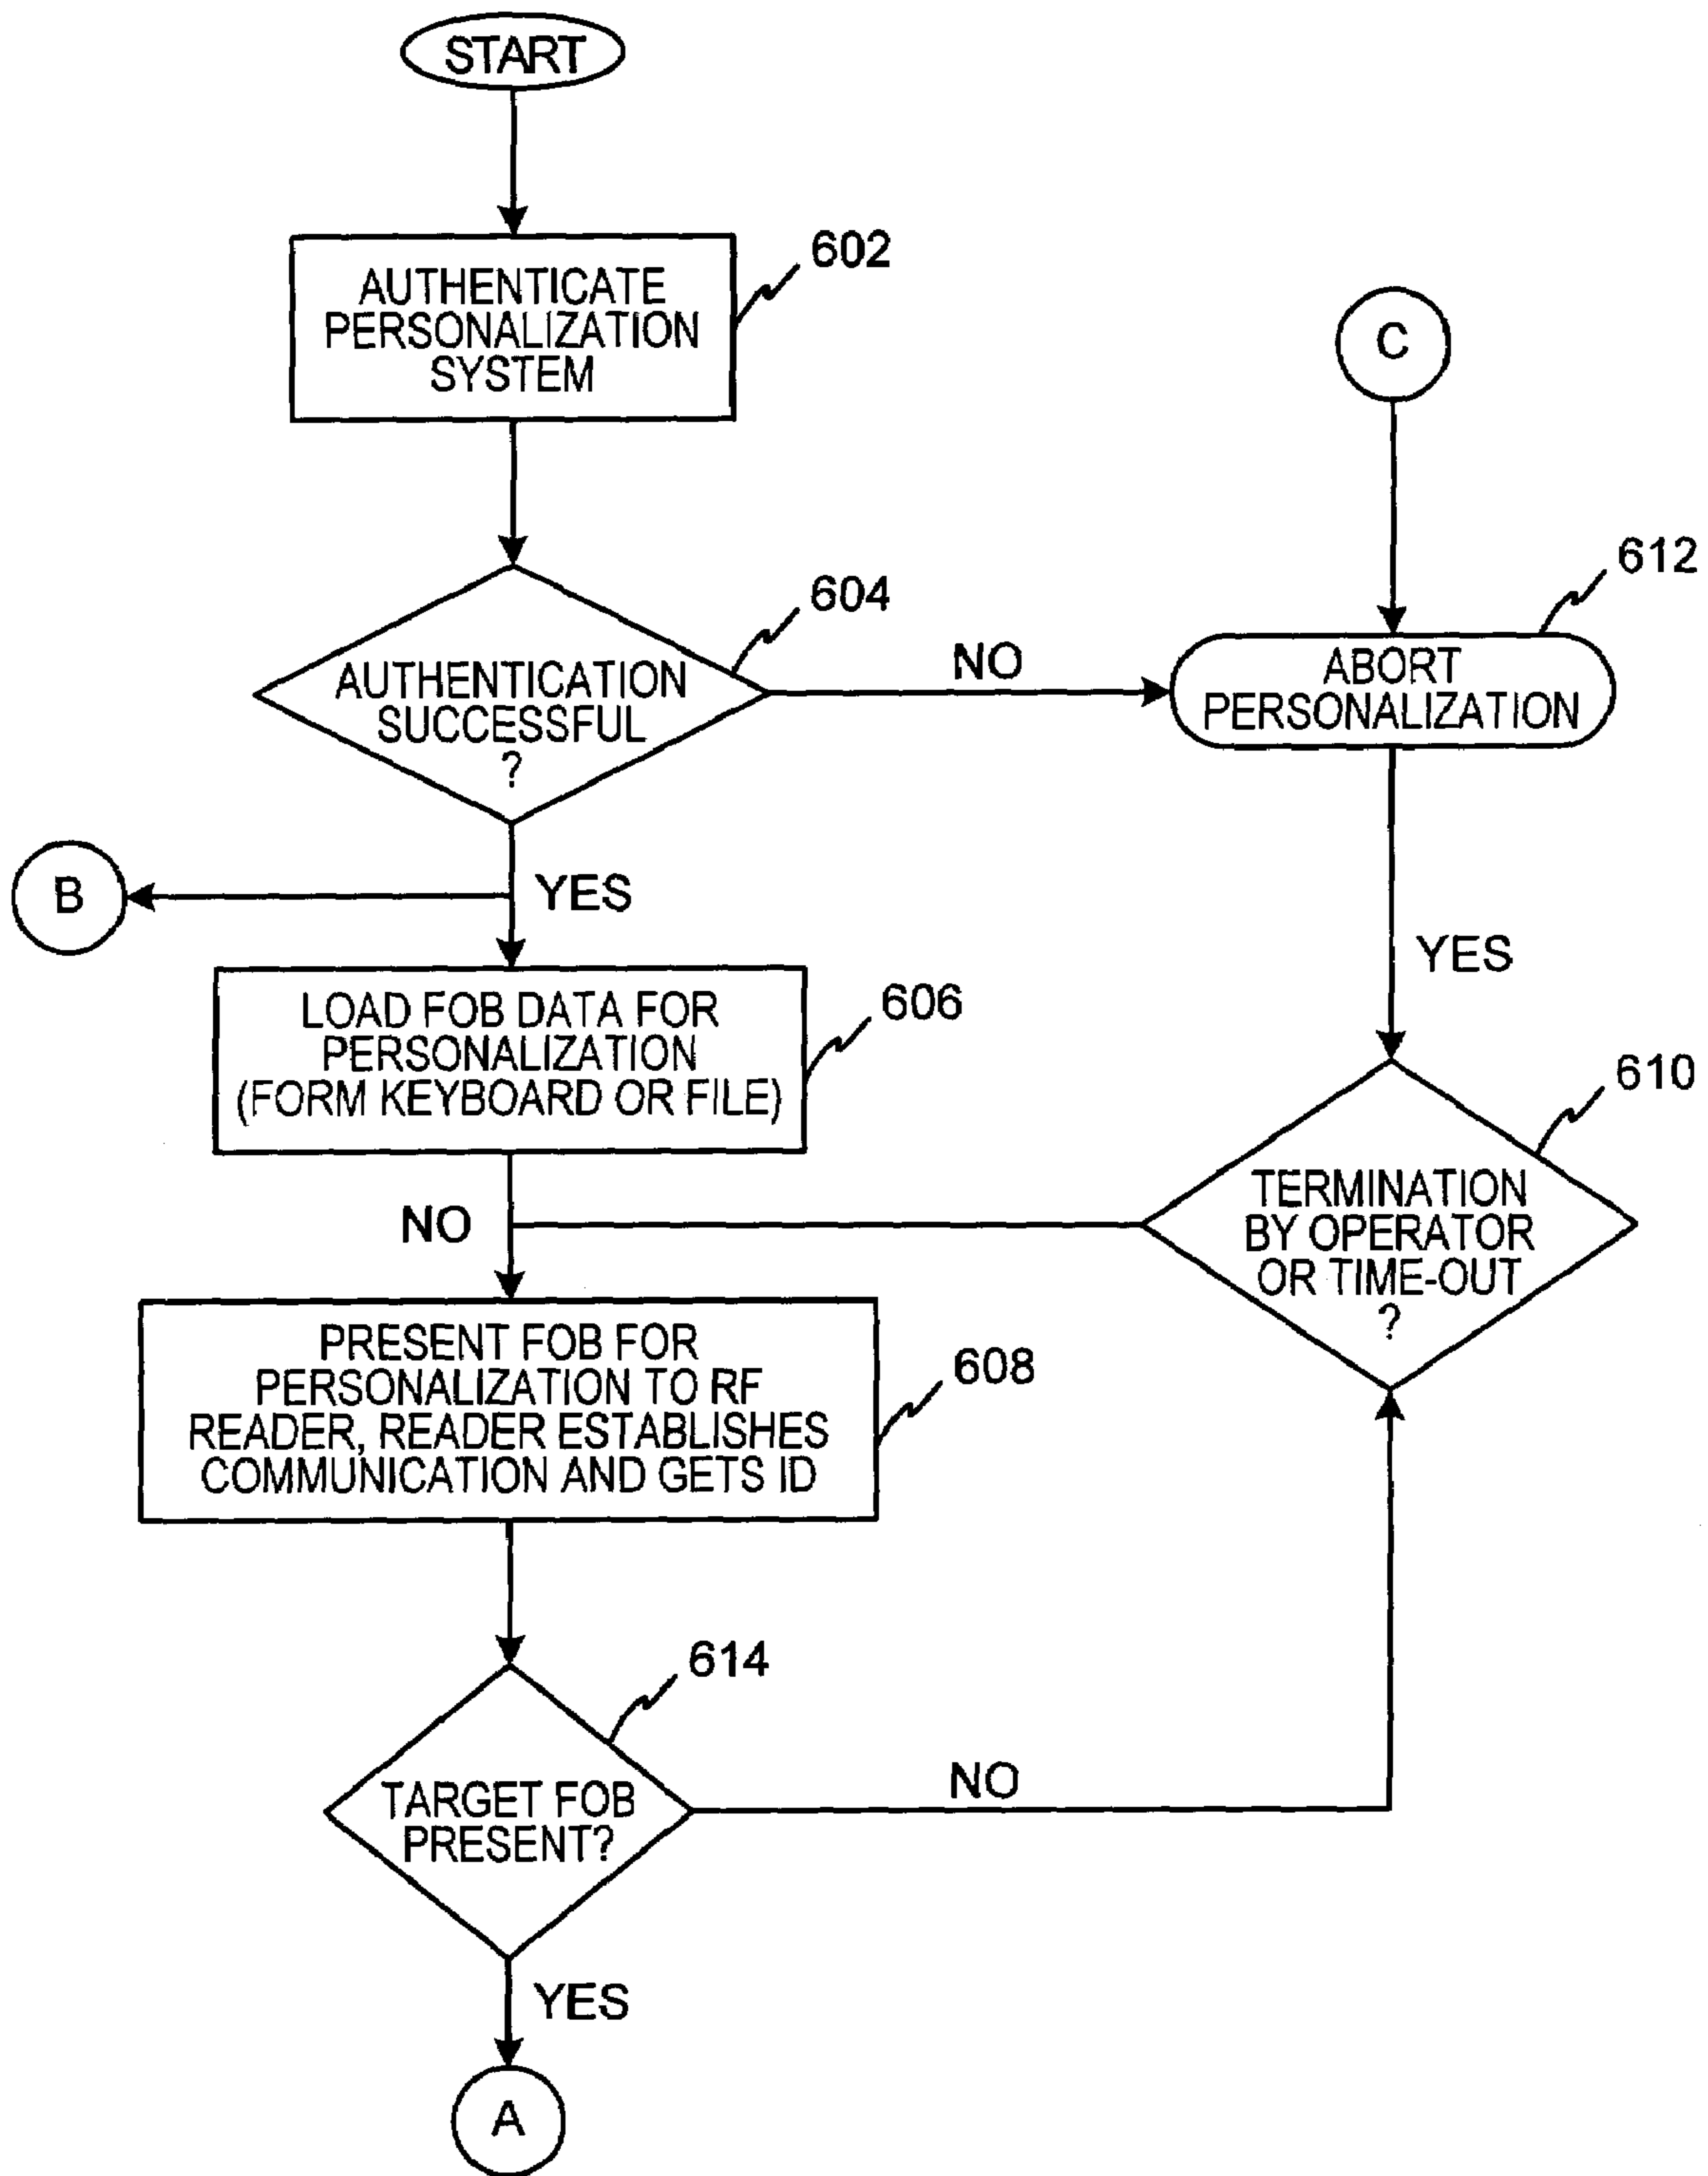 START
602
AUTHENTICATE
PERSONALIZATION
SYSTEM
C
612
604
NO
ABORT
PERSONALIZATION
AUTHENTICATION
SUCCESSFUL
?
B
YES
YES
606
LOAD FOB DATA FOR
PERSONALIZATION
(FORM KEYBOARD OR FILE)
610
TERMINATION
BY OPERATOR
OR TIME-OUT
?
NO
608
PRESENT FOB FOR
PERSONALIZATION TO RF
READER, READER ESTABLISHES
COMMUNICATION AND GETS ID
614
NO
TARGET FOB
PRESENT?
YES
A